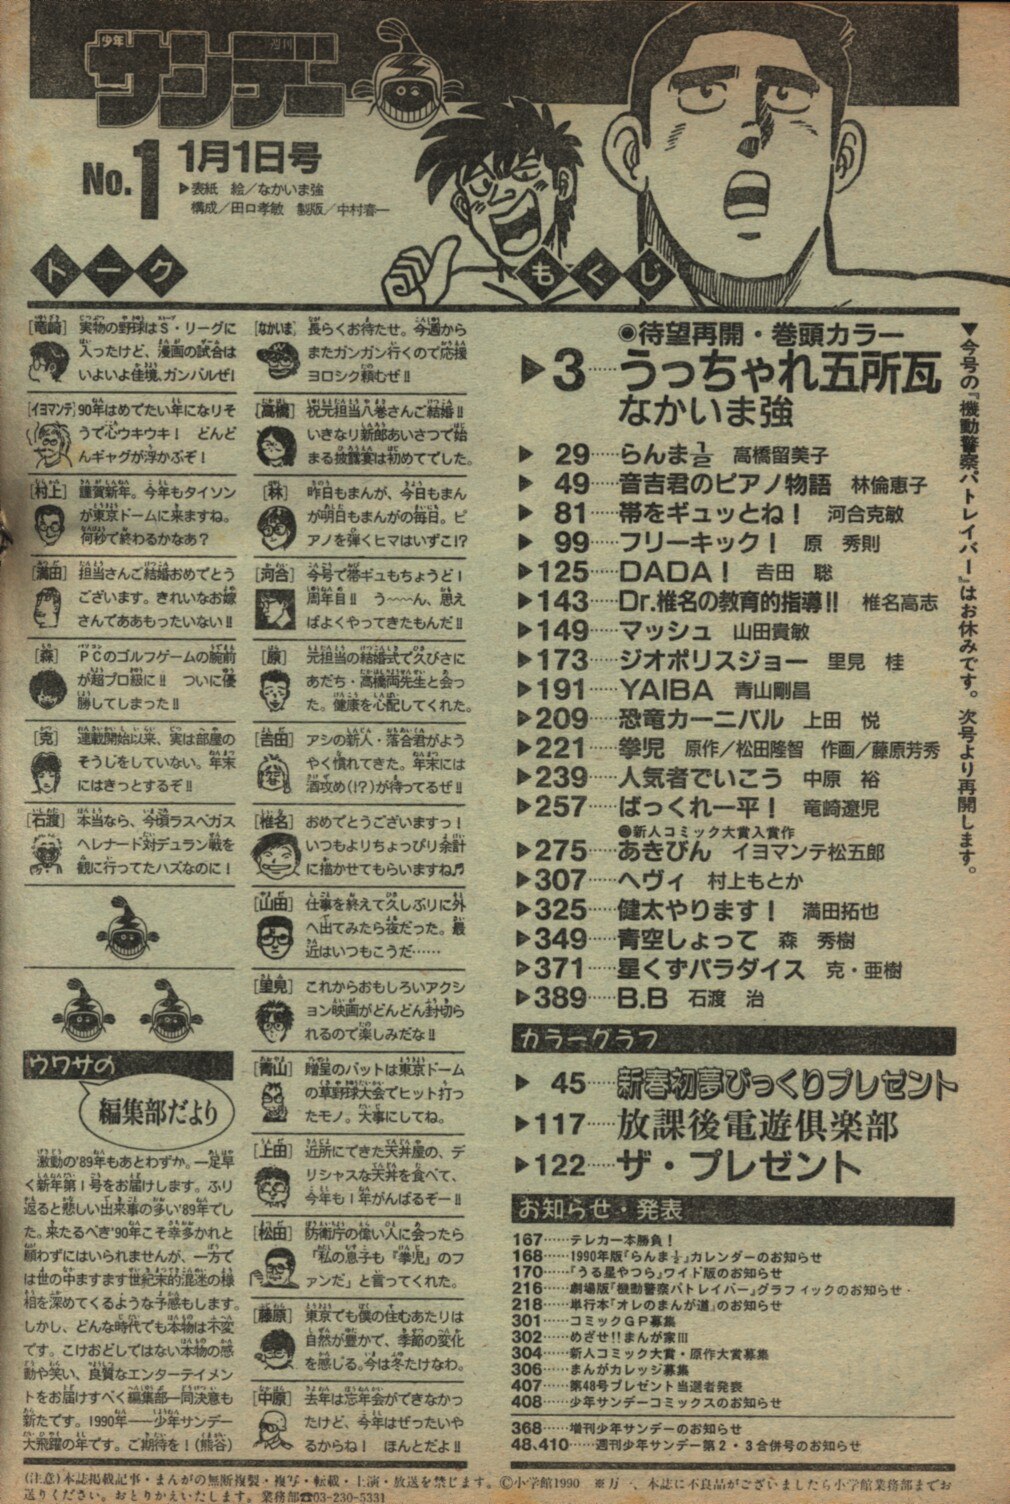 少年
週刊
サンデー
No.1
1月1日号
▶表紙 絵/なかいま強
構成/田口孝敏 製版/中村春一
トーク
もくじ
[なかいま]
長らくお待たせ。今週から
またガンガン行くので応援
ヨロシク頼むぜ!!
[高橋]
祝元担当八巻さんご結婚!!
いきなり新郎あいさつで始
まる披露宴は初めてでした。
[林]
昨日もまんが、今日もまん
が明日もまんがの毎日。ピ
アノを弾くヒマはいずこ!?
[河合]
今号で帯ギュもちょうど1
周年目!! う〜〜ん、思え
ばよくやってきたもんだ!!
[原]
元担当の結婚式で久びさに
あだち・高橋両先生と会っ
た。健康を心配してくれた。
[吉田]
アシの新人・落合君がよう
やく慣れてきた。年末には
酒攻め(!?)が待ってるぜ!!
[椎名]
おめでとうございますっ!
いつもよりちょっぴり余計
に描かせてもらいますね♬
[山田]
仕事を終えて久しぶりに外
へ出てみたら夜だった。最
近はいつもこうだ……
[里見]
これからおもしろいアクシ
ョン映画がどんどん封切ら
れるので楽しみだな!!
[青山]
贈呈のバットは東京ドーム
の草野球大会でヒット打っ
たモノ。大事にしてね。
[上田]
近所にできた天丼屋の、デ
リシャスな天丼を食べて、
今年も1年がんばるぞー!!
[松田]
防衛庁の偉い人に会ったら
「私の息子も『拳児』のフ
ァンだ」と言ってくれた。
[藤原]
東京でも僕の住むあたりは
自然が豊かで、季節の変化
を感じる。今は冬たけなわ。
[中原]
去年は忘年会ができなかっ
たけど、今年はぜったいや
るからね! ほんとだよ!!
[竜崎]
実物の野球はS・リーグに
入ったけど、漫画の試合は
いよいよ佳境、ガンバルぜ!
[イヨマンテ]
90年はめでたい年になりそ
うで心ウキウキ! どんど
んギャグが浮かぶぞ!
[村上]
謹賀新年。今年もタイソン
が東京ドームに来ますね。
何秒で終わるかなあ?
[満田]
担当さんご結婚おめでとう
ございます。きれいなお嫁
さんでああもったいない!!
[森]
PCのゴルフゲームの腕前
が超プロ級に!! ついに優
勝してしまった!!
[克]
連載開始以来、実は部屋の
そうじをしていない。年末
にはきっとするぞ!!
[石渡]
本当なら、今頃ラスベガス
へレナード対デュラン戦を
観に行ってたハズなのに!
ウワサの
編集部だより
激動の'89年もあとわずか。一足早
く新年第1号をお届けします。ふり
返ると悲しい出来事の多い'89年でし
た。来たるべき'90年こそ幸多かれと
願わずにはいられませんが、一方で
は世の中ますます世紀末的混迷の様
相を深めてくるような予感もします。
しかし、どんな時代でも本物は不変
です。こけおどしではない本物の感
動や笑い、良質なエンターテイメン
トをお届けすべく編集部一同決意も
新たです。1990年――少年サンデー
大飛躍の年です。ご期待を!(熊谷)
◉待望再開・巻頭カラー
▶3……うっちゃれ五所瓦
なかいま強
▶29……らんま½ 高橋留美子
▶49……音吉君のピアノ物語 林倫恵子
▶81……帯をギュッとね! 河合克敏
▶99……フリーキック! 原 秀則
▶125……DADA! 吉田 聡
▶143……Dr.椎名の教育的指導!! 椎名高志
▶149……マッシュ 山田貴敏
▶173……ジオポリスジョー 里見 桂
▶191……YAIBA 青山剛昌
▶209……恐竜カーニバル 上田 悦
▶221……拳児 原作/松田隆智 作画/藤原芳秀
▶239……人気者でいこう 中原 裕
▶257……ばっくれ一平! 竜崎遼児
◉新人コミック大賞入賞作
▶275……あきびん イヨマンテ松五郎
▶307……ヘヴィ 村上もとか
▶325……健太やります! 満田拓也
▶349……青空しょって 森 秀樹
▶371……星くずパラダイス 克・亜樹
▶389……B.B 石渡 治
▼今号の『機動警察パトレイバー』はお休みです。次号より再開します。
カラーグラフ
▶45……新春初夢びっくりプレゼント
▶117……放課後電遊倶楽部
▶122……ザ・プレゼント
お知らせ・発表
167……テレカ一本勝負!
168……1990年版『らんま½』カレンダーのお知らせ
170……『うる星やつら』ワイド版のお知らせ
216……劇場版『機動警察パトレイバー』グラフィックのお知らせ
218……単行本『オレのまんが道』のお知らせ
301……コミックGP募集
302……めざせ!!まんが家III
304……新人コミック大賞・原作大賞募集
306……まんがカレッジ募集
407……第48号プレゼント当選者発表
408……少年サンデーコミックスのお知らせ
368……増刊少年サンデーのお知らせ
48、410……週刊少年サンデー第2・3合併号のお知らせ
(注意)本誌掲載記事・まんがの無断複製・複写・転載・上演・放送を禁じます。©小学館1990 ※万一、本誌に不良品がございましたら小学館業務部までお
送りください。おとりかえいたします。業務部☎03-230-5331